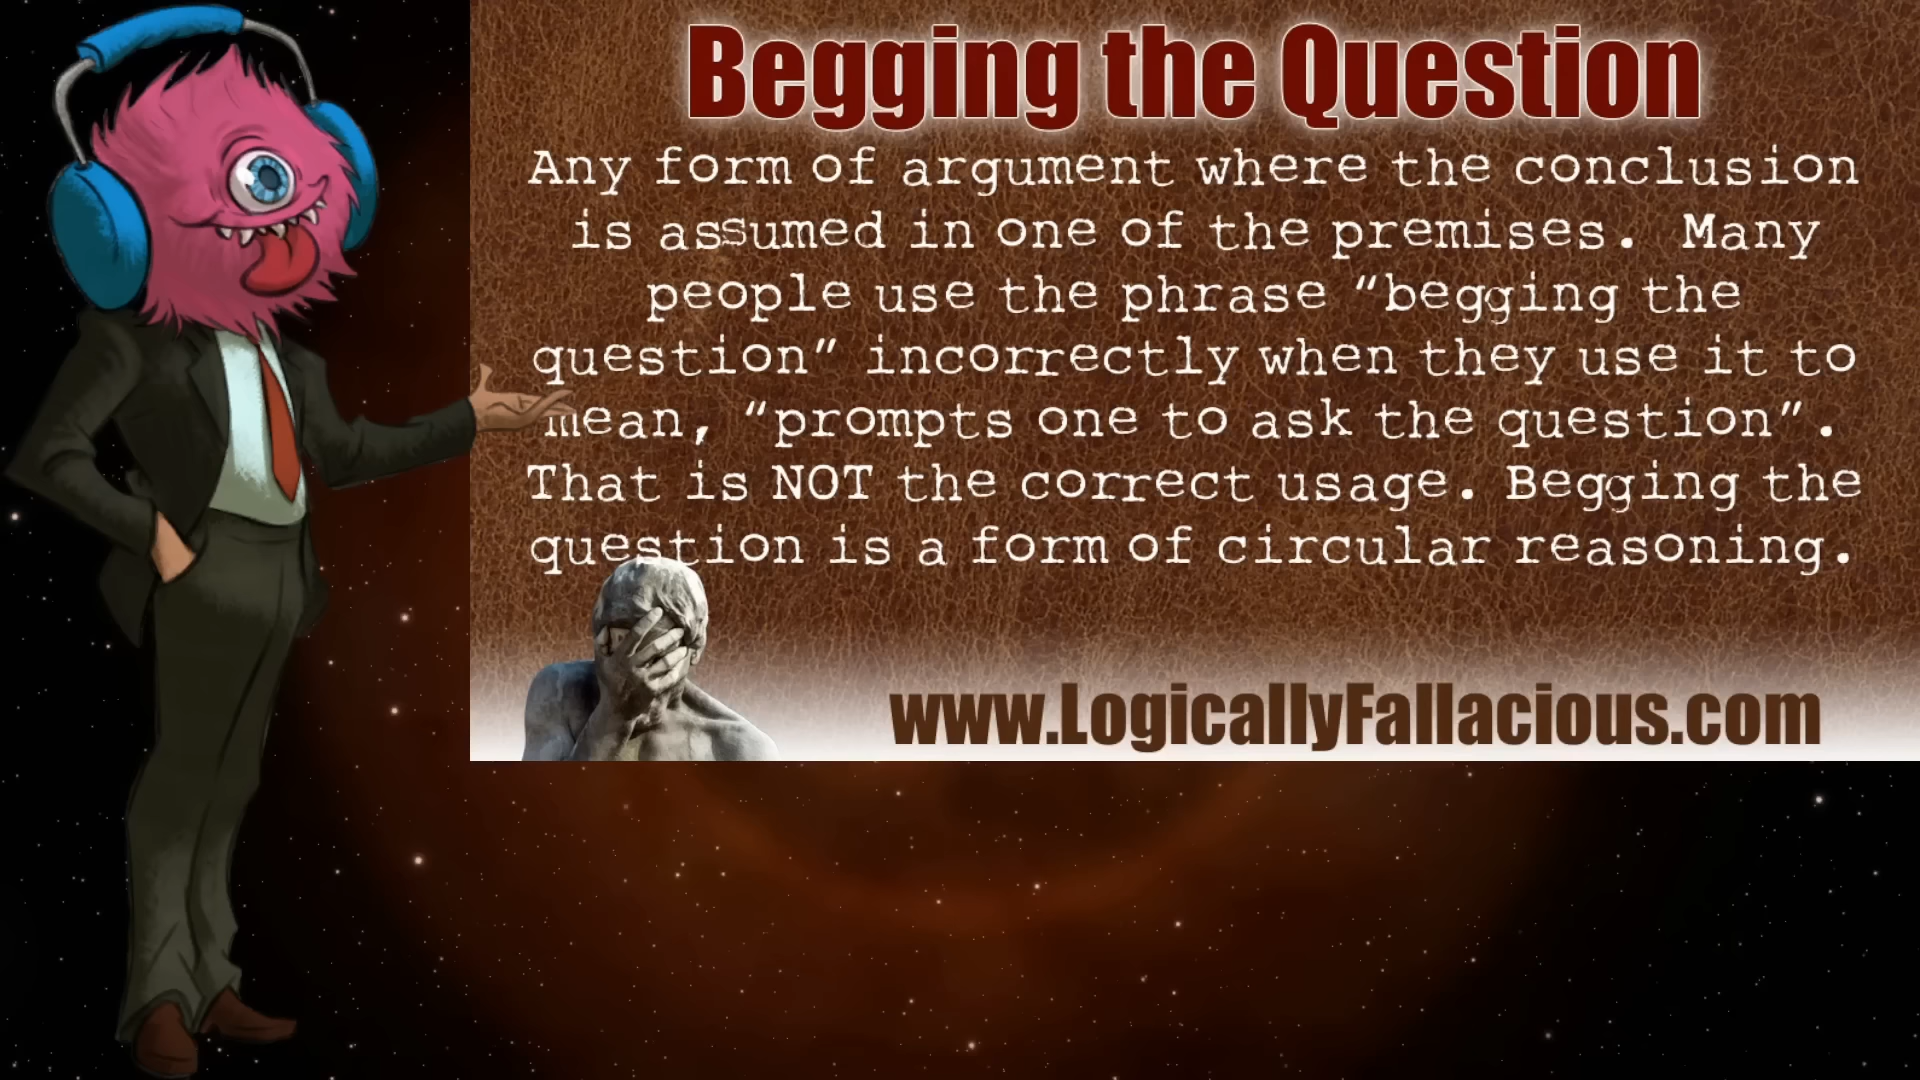 Begging the Question
Any form of argument where the conclusion
is assumed in one of the premises. Many
people use the phrase “begging the
question” incorrectly when they use it to
mean, “prompts one to ask the question”.
That is NOT the correct usage. Begging the
question is a form of circular reasoning.
www.LogicallyFallacious.com